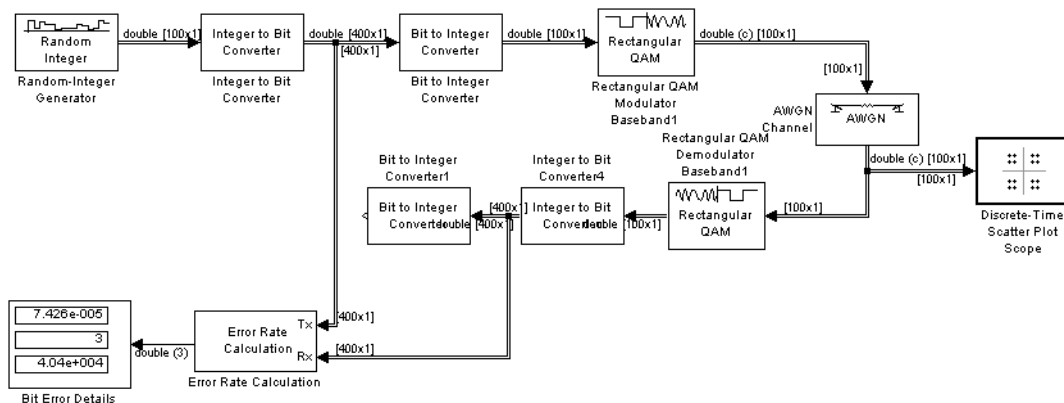 Random
Integer
Random-Integer
Generator
double [100x1]
Integer to Bit
Converter
Integer to Bit
Converter
double [400x1]
[400x1]
Bit to Integer
Converter
Bit to Integer
Converter
double [100x1]
Rectangular
QAM
Rectangular QAM
Modulator
Baseband1
double (c) [100x1]
[100x1]
AWGN
Channel
AWGN
double (c) [100x1]
[100x1]
Discrete-Time
Scatter Plot
Scope
[100x1]
Rectangular QAM
Demodulator
Baseband1
Rectangular
QAM
double [100x1]
Integer to Bit
Converter4
Integer to Bit
Converter
[400x1]
double [400x1]
Bit to Integer
Converter1
Bit to Integer
Converter
[400x1]
[400x1]
Tx
Rx
Error Rate
Calculation
Error Rate Calculation
double (3)
7.426e-005
3
4.04e+004
Bit Error Details